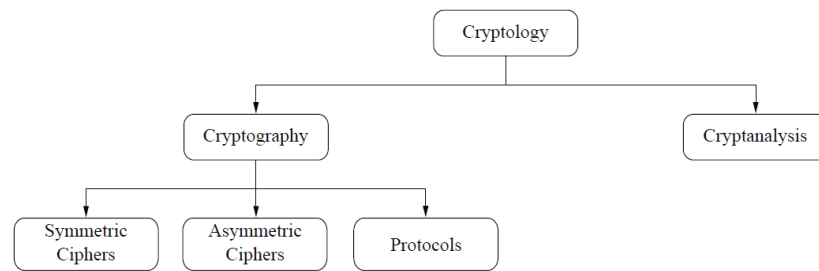 Cryptology
Cryptography
Cryptanalysis
Symmetric
Ciphers
Asymmetric
Ciphers
Protocols